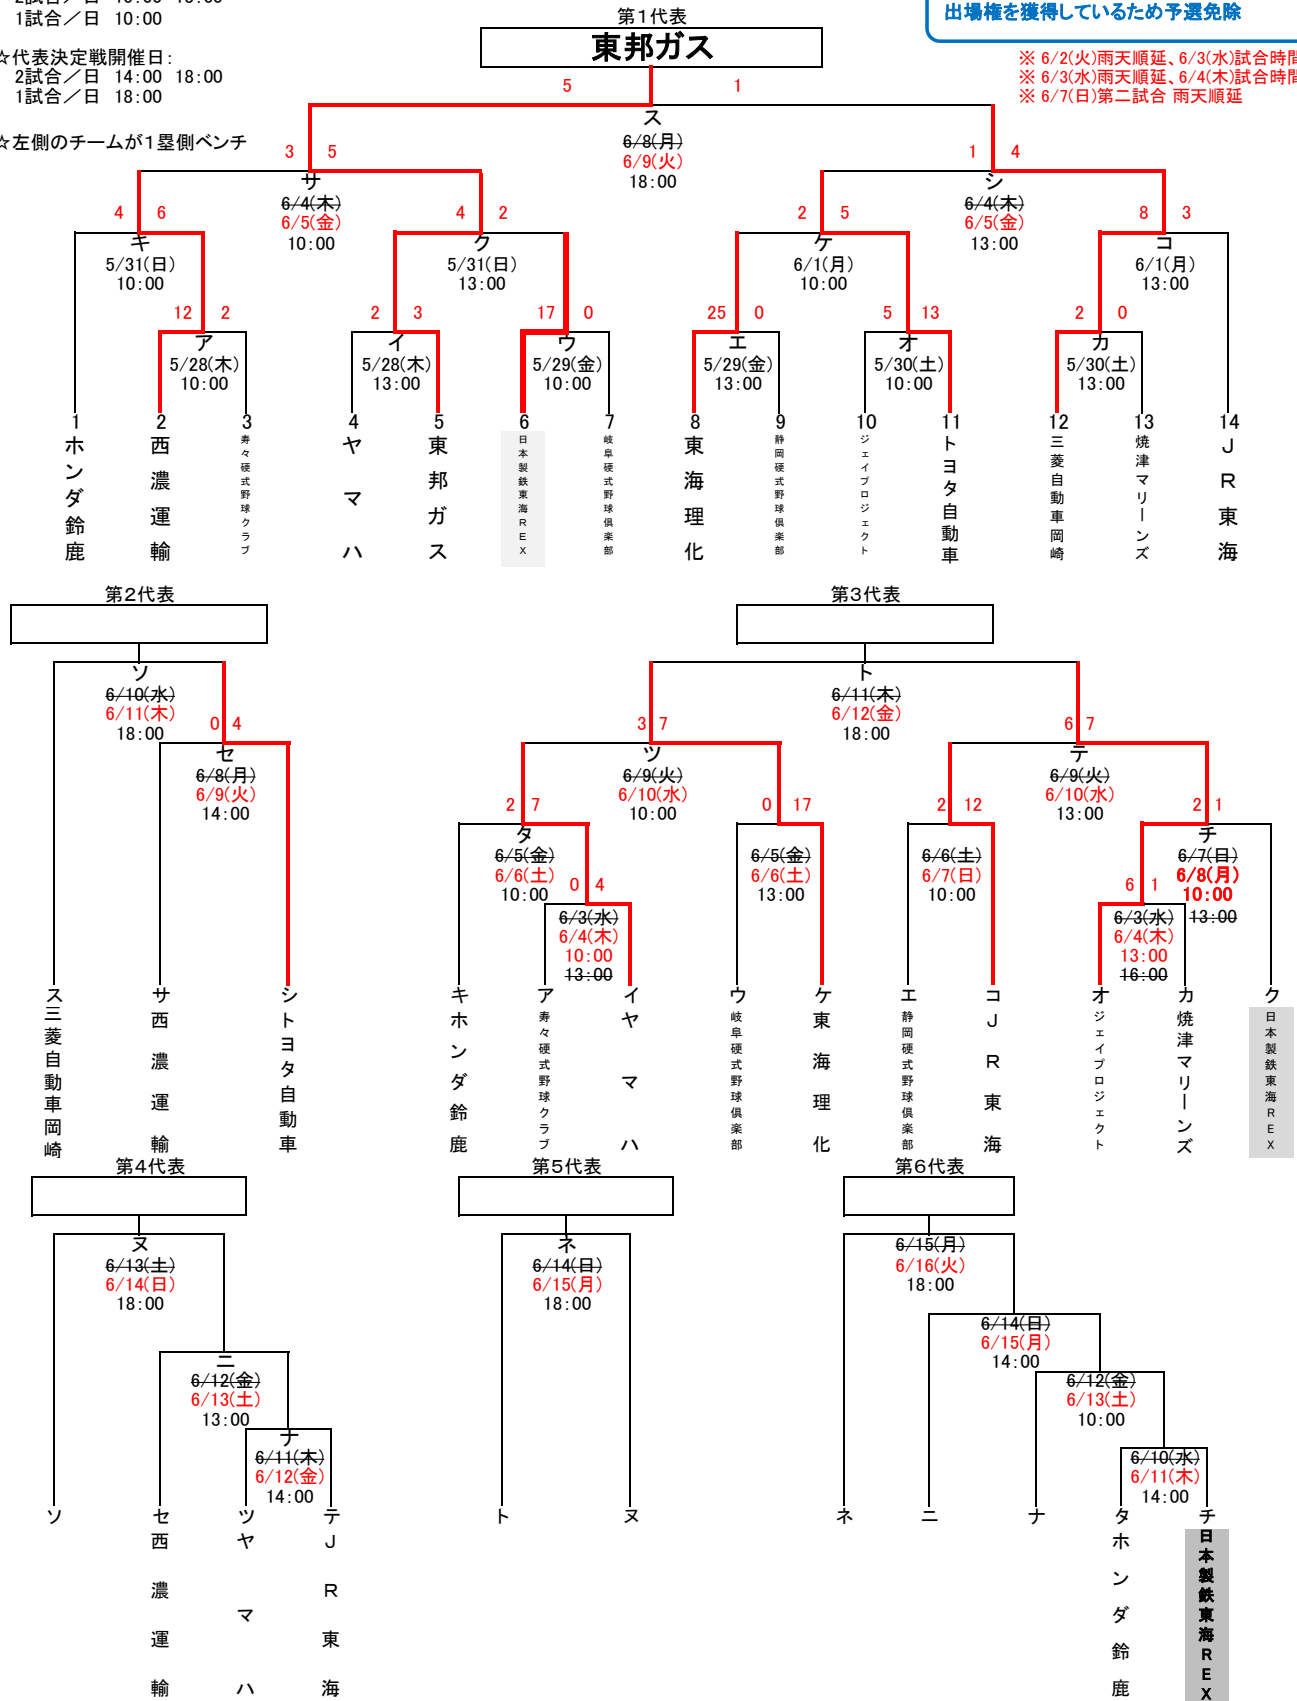 1試合／日 10:00
☆代表決定戦開催日：
2試合／日 14:00 18:00
1試合／日 18:00
☆左側のチームが1塁側ベンチ
出場権を獲得しているため予選免除
※ 6/2(火)雨天順延、6/3(水)試合時間
※ 6/3(水)雨天順延、6/4(木)試合時間
※ 6/7(日)第二試合 雨天順延
第1代表
東邦ガス
5 1
ス
6/8(月)
6/9(火)
18:00
3 5
サ
6/4(木)
6/5(金)
10:00
1 4
シ
6/4(木)
6/5(金)
13:00
4 6
キ
5/31(日)
10:00
4 2
ク
5/31(日)
13:00
2 5
ケ
6/1(月)
10:00
8 3
コ
6/1(月)
13:00
12 2
ア
5/28(木)
10:00
2 3
イ
5/28(木)
13:00
17 0
ウ
5/29(金)
10:00
25 0
エ
5/29(金)
13:00
5 13
オ
5/30(土)
10:00
2 0
カ
5/30(土)
13:00
1 ホンダ鈴鹿
2 西濃運輸
3 寿々硬式野球クラブ
4 ヤマハ
5 東邦ガス
6 日本製鉄東海REX
7 岐阜硬式野球倶楽部
8 東海理化
9 静岡硬式野球倶楽部
10 ジェイプロジェクト
11 トヨタ自動車
12 三菱自動車岡崎
13 焼津マリーンズ
14 JR東海
第2代表
ソ
6/10(水)
6/11(木)
18:00
0 4
セ
6/8(月)
6/9(火)
14:00
ス 三菱自動車岡崎
サ 西濃運輸
シ トヨタ自動車
第3代表
ト
6/11(木)
6/12(金)
18:00
3 7
ツ
6/9(火)
6/10(水)
10:00
6 7
テ
6/9(火)
6/10(水)
13:00
2 7
タ
6/5(金)
6/6(土)
10:00
0 17
6/5(金)
6/6(土)
13:00
2 12
6/6(土)
6/7(日)
10:00
2 1
チ
6/7(日)
6/8(月)
10:00
13:00
0 4
6/3(水)
6/4(木)
10:00
13:00
6 1
6/3(水)
6/4(木)
13:00
16:00
キ ホンダ鈴鹿
ア 寿々硬式野球クラブ
イ ヤマハ
ウ 岐阜硬式野球倶楽部
ケ 東海理化
エ 静岡硬式野球倶楽部
コ JR東海
オ ジェイプロジェクト
カ 焼津マリーンズ
ク 日本製鉄東海REX
第4代表
ヌ
6/13(土)
6/14(日)
18:00
ニ
6/12(金)
6/13(土)
13:00
ナ
6/11(木)
6/12(金)
14:00
ソ
セ 西濃運輸
ツ ヤマハ
テ JR東海
第5代表
ネ
6/14(日)
6/15(月)
18:00
ト
ヌ
第6代表
6/15(月)
6/16(火)
18:00
6/14(日)
6/15(月)
14:00
6/12(金)
6/13(土)
10:00
6/10(水)
6/11(木)
14:00
ネ
ニ
ナ
タ ホンダ鈴鹿
チ 日本製鉄東海REX